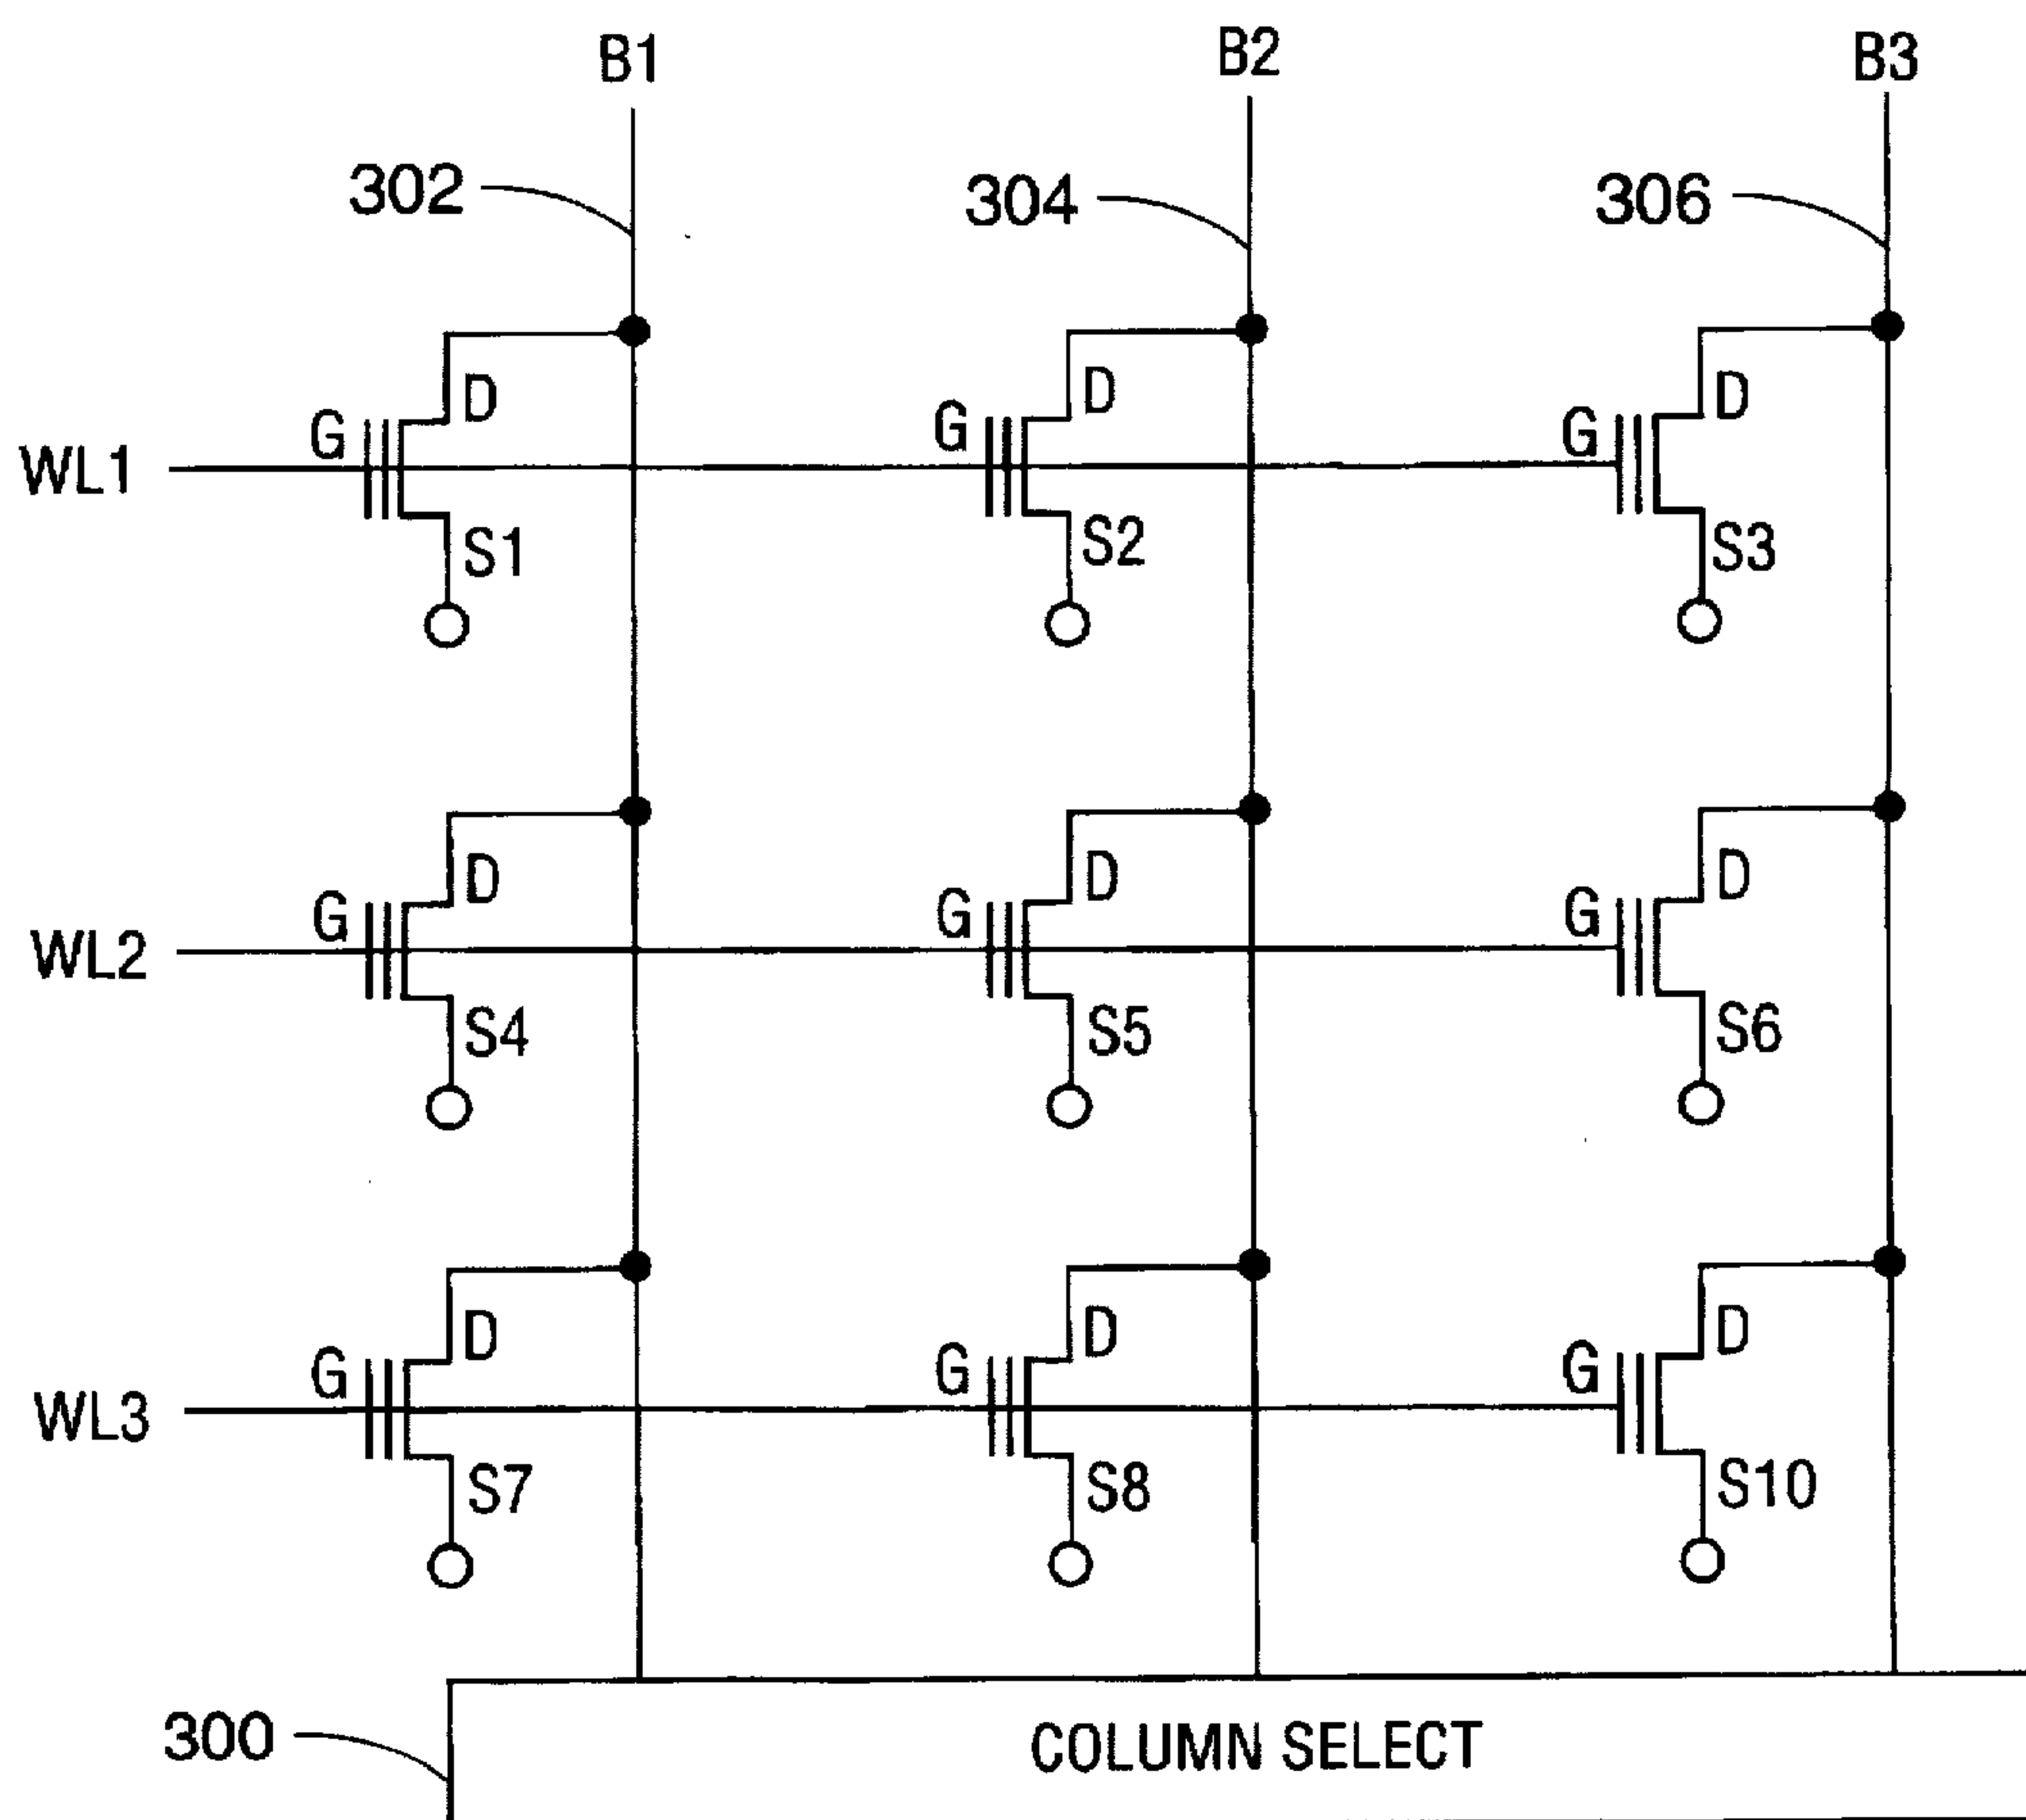 B1 B2 B3
302 304 306
D D D
G G G
WL1
S1 S2 S3
D D D
G G G
WL2
S4 S5 S6
D D D
G G G
WL3
S7 S8 S10
300 COLUMN SELECT